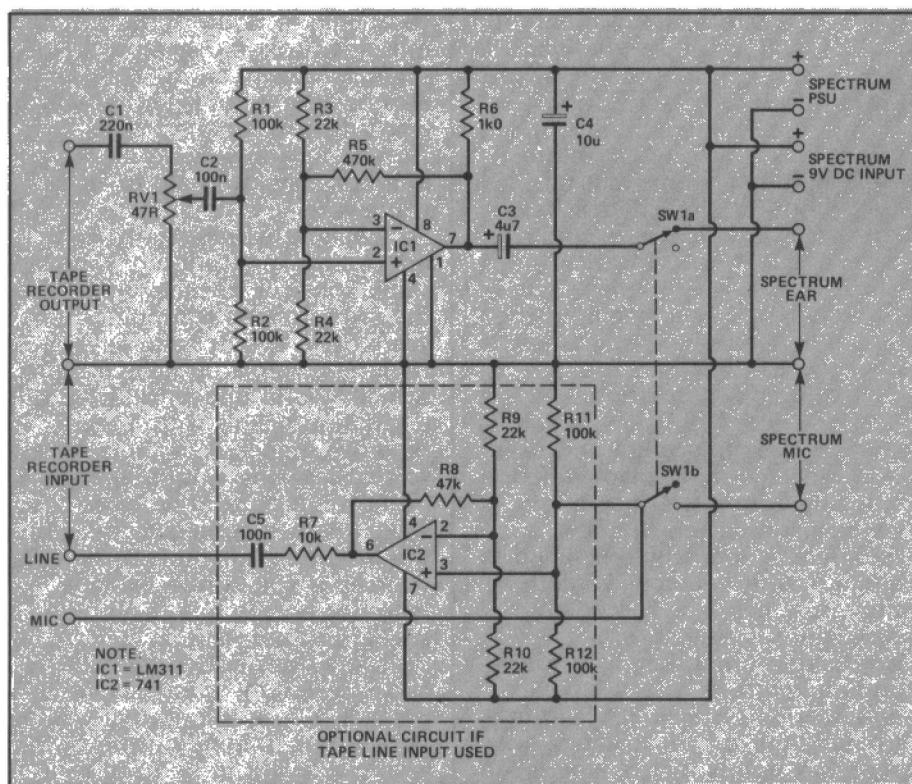 C1
220n
RV1
47R
C2
100n
R1
100k
R3
22k
R5
470k
R6
1k0
C4
10u
+
3
−
2
+
IC1
8
7
1
4
+
C3
4u7
SW1a
R2
100k
R4
22k
TAPE
RECORDER
OUTPUT
+
SPECTRUM
PSU
−
+
SPECTRUM
9V DC INPUT
−
SPECTRUM
EAR
TAPE
RECORDER
INPUT
R9
22k
R11
100k
SPECTRUM
MIC
R8
47k
SW1b
C5
100n
R7
10k
6
4
IC2
2
−
3
+
7
LINE
MIC
R10
22k
R12
100k
NOTE
IC1 = LM311
IC2 = 741
OPTIONAL CIRCUIT IF
TAPE LINE INPUT USED